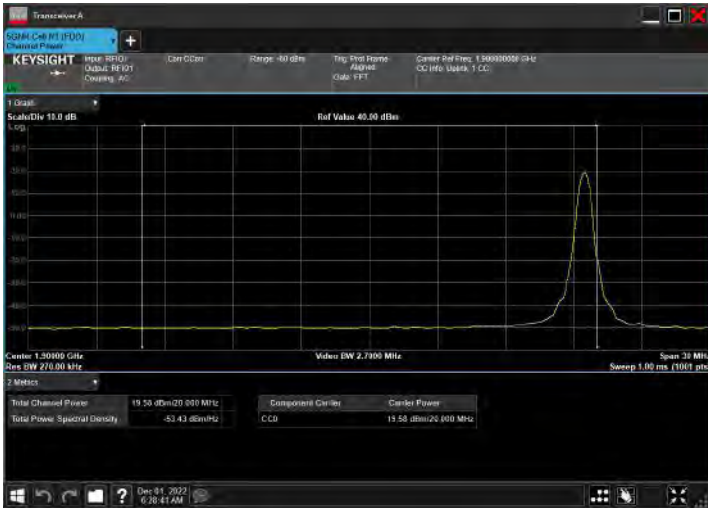 Transceiver A
5GNR-Cell N1 (FDD)
Channel Power
KEYSIGHT
Input: RFIO1
Output: RFIO1
Coupling: AC
Corr CCorr
Range: -60 dBm
Trig: Prot Frame
Aligned
Gate: FFT
Carrier Ref Freq: 1.900000000 GHz
CC Info: Uplink, 1 CC
1 Graph
Scale/Div 10.0 dB
Ref Value 40.00 dBm
Log
Center 1.90000 GHz
Video BW 2.7000 MHz
Span 30 MHz
Res BW 270.00 kHz
Sweep 1.00 ms (1001 pts
2 Metrics
Total Channel Power
19.58 dBm/20.000 MHz
Total Power Spectral Density
-53.43 dBm/Hz
Component Carrier
Carrier Power
CC0
19.58 dBm/20.000 MHz
Dec 01, 2022
6:28:41 AM